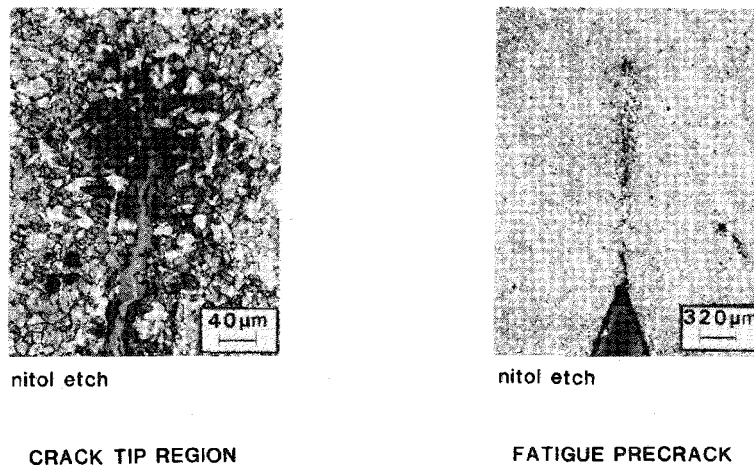 40µm
320µm
nitol etch
nitol etch
CRACK TIP REGION
FATIGUE PRECRACK